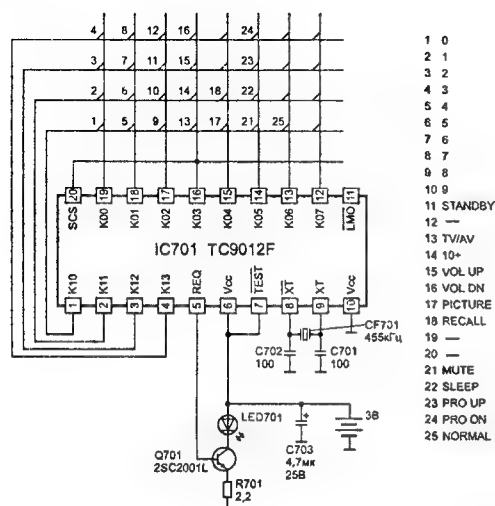 4 8 12 16 24
3 7 11 15 23
2 6 10 14 18 22
1 5 9 13 17 21 25
20 19 18 17 16 15 14 13 12 11
SCS K00 K01 K02 K03 K04 K05 K06 K07 LMO
IC701 TC9012F
K10 K11 K12 K13 REQ Vcc TEST XT XT Vcc
1 2 3 4 5 6 7 8 9 10
CF701
455кГц
C702
100
C701
100
LED701
3В
Q701
2SC2001L
C703
4,7мк
25В
R701
2,2
1 0
2 1
3 2
4 3
5 4
6 5
7 6
8 7
9 8
10 9
11 STANDBY
12 —
13 TV/AV
14 10+
15 VOL UP
16 VOL DN
17 PICTURE
18 RECALL
19 —
20 —
21 MUTE
22 SLEEP
23 PRO UP
24 PRO ON
25 NORMAL